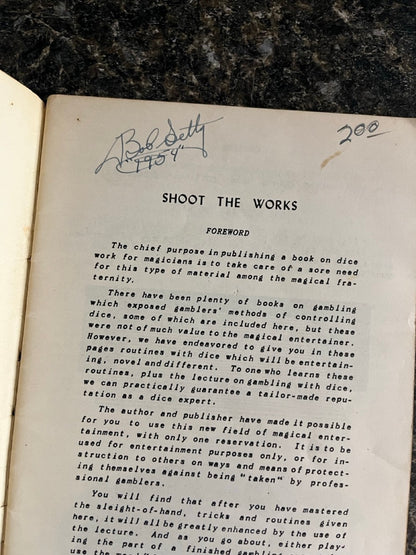 Bob Setty 2.00
"1954"
SHOOT THE WORKS
FOREWORD
The chief purpose in publishing a book on dice
work for magicians is to take care of a sore need
for this type of material among the magical fra-
ternity.
There have been plenty of books on gambling
which exposed gamblers' methods of controlling
dice, some of which are included here, but these
were not of much value to the magical entertainer.
However, we have endeavored to give you in these
pages routines with dice which will be entertain-
ing, novel and different. To one who learns these
routines, plus the lecture on gambling with dice,
we can practically guarantee a tailor-made repu-
tation as a dice expert.
The author and publisher have made it possible
for you to use this new field of magical enter-
tainment, with only one reservation. It is to be
used for entertainment purposes only, or for in-
struction to others on ways and means of protect-
ing themselves against being "taken" by profes-
sional gamblers.
You will find that after you have mastered
the sleight-of-hand, tricks and routines given
here, it will all be greatly enhanced by the use of
the lecture. And as you go about, either play-
ing the part of a finished